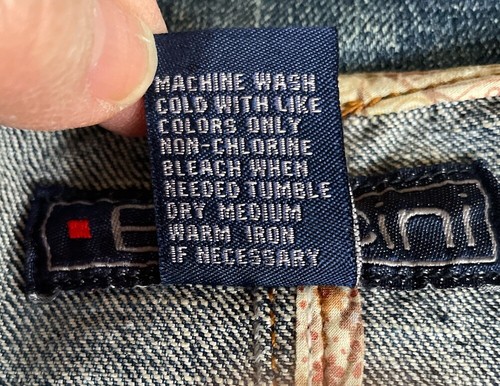 MACHINE WASH
COLD WITH LIKE
COLORS ONLY
NON-CHLORINE
BLEACH WHEN
NEEDED TUMBLE
DRY MEDIUM
WARM IRON
IF NECESSARY